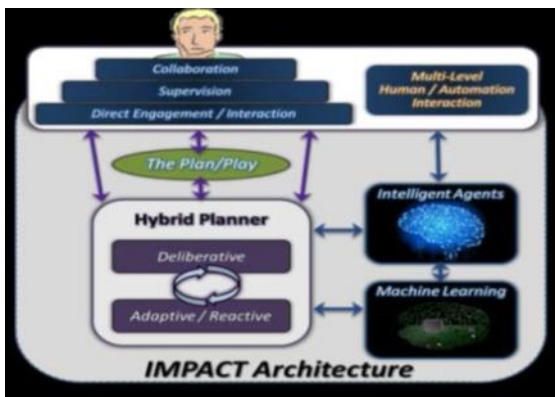 Collaboration
Supervision
Direct Engagement / Interaction
Multi-Level
Human / Automation
Interaction
The Plan/Play
Hybrid Planner
Deliberative
Adaptive / Reactive
Intelligent Agents
Machine Learning
IMPACT Architecture